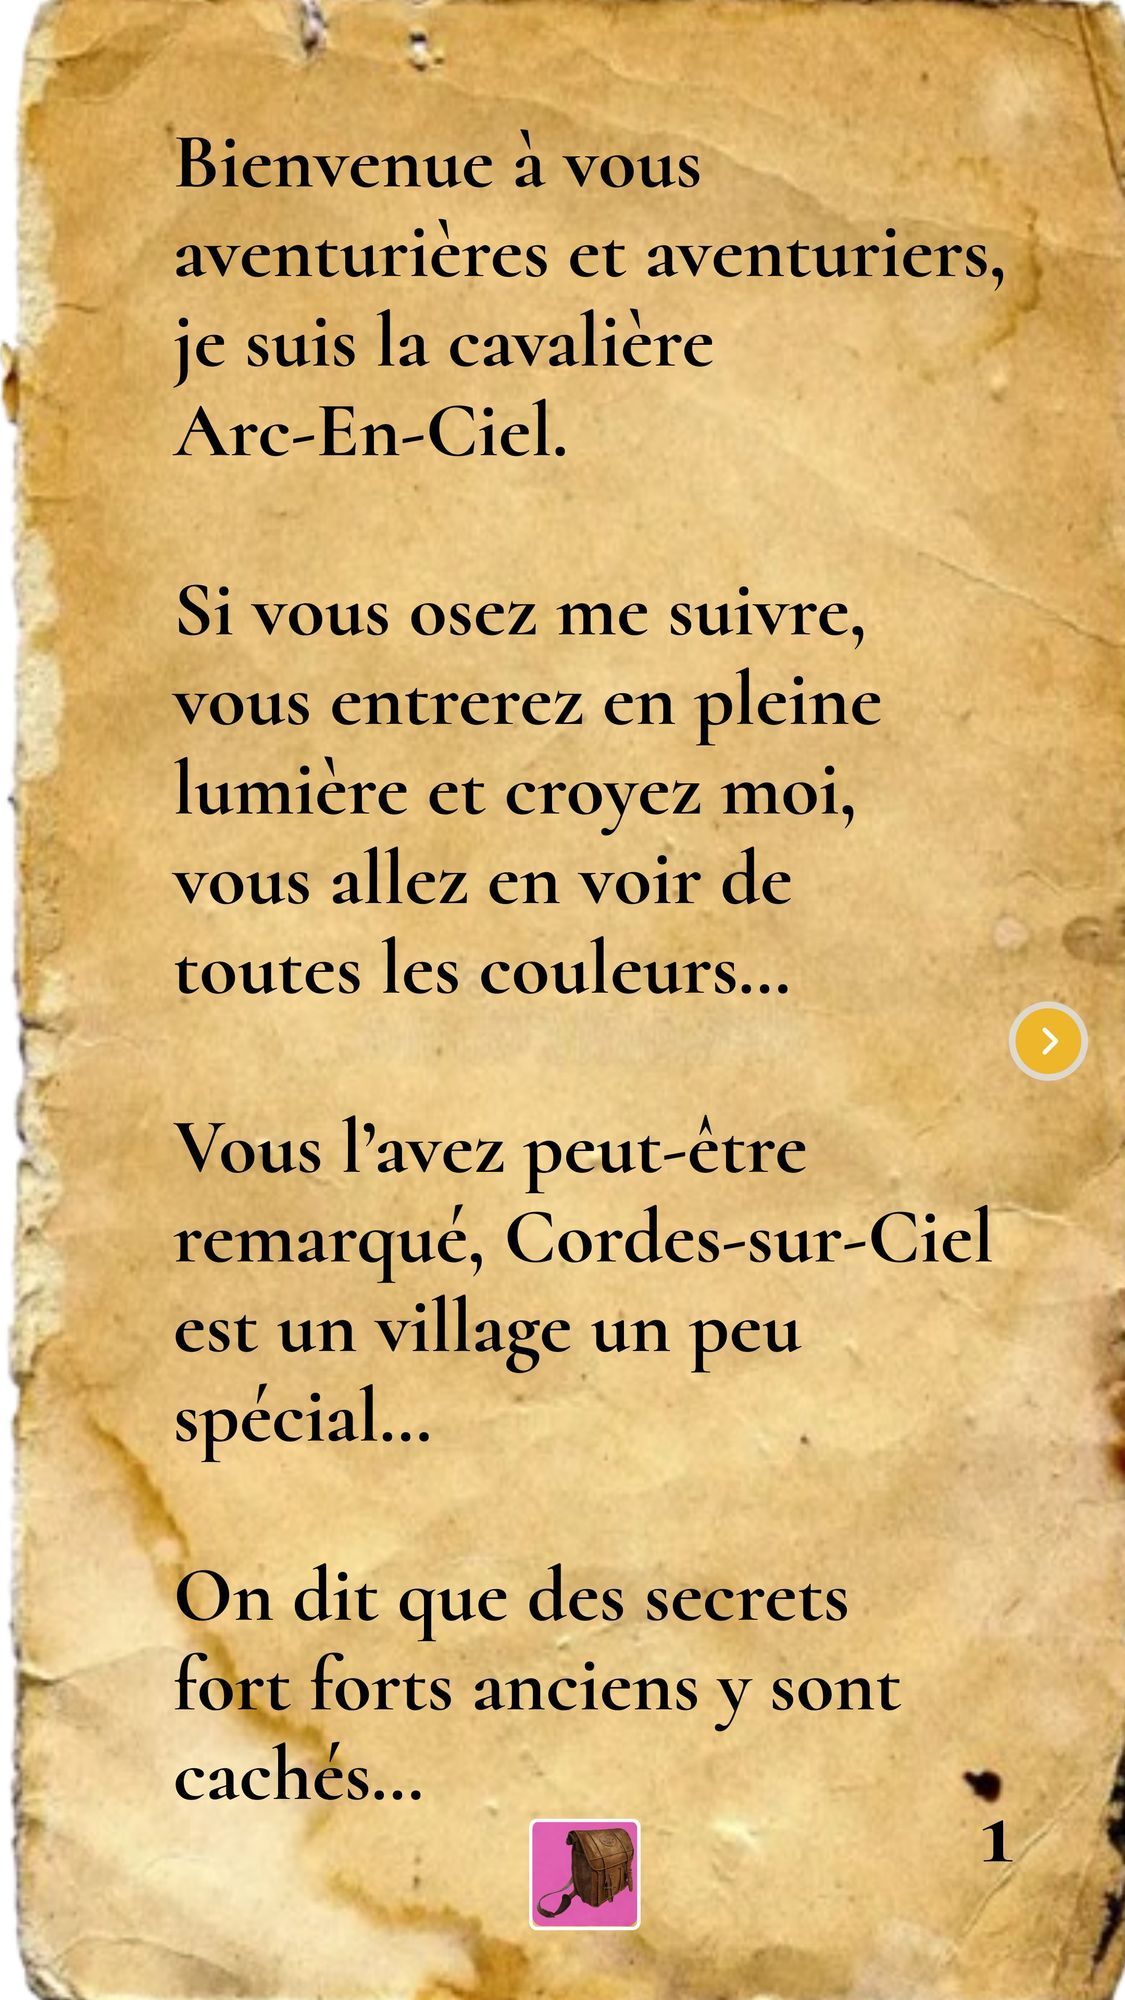 Bienvenue à vous
aventurières et aventuriers,
je suis la cavalière
Arc-En-Ciel.
Si vous osez me suivre,
vous entrerez en pleine
lumière et croyez moi,
vous allez en voir de
toutes les couleurs...
Vous l’avez peut-être
remarqué, Cordes-sur-Ciel
est un village un peu
spécial...
On dit que des secrets
fort forts anciens y sont
cachés...
1